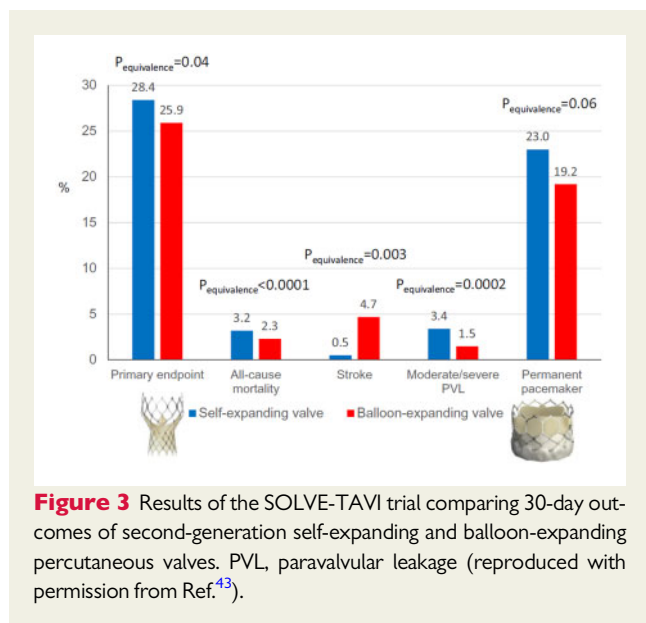 Pequivalence=0.04
30
28.4
25.9
Pequivalence=0.06
25
23.0
%
20
19.2
15
Pequivalence=0.003
10
Pequivalence<0.0001
Pequivalence=0.0002
5
3.2
2.3
0.5
4.7
3.4
1.5
0
Primary endpoint
All-cause
mortality
Stroke
Moderate/severe
PVL
Permanent
pacemaker
Self-expanding valve
Balloon-expanding valve
Figure 3 Results of the SOLVE-TAVI trial comparing 30-day out-
comes of second-generation self-expanding and balloon-expanding
percutaneous valves. PVL, paravalvular leakage (reproduced with
permission from Ref.43).